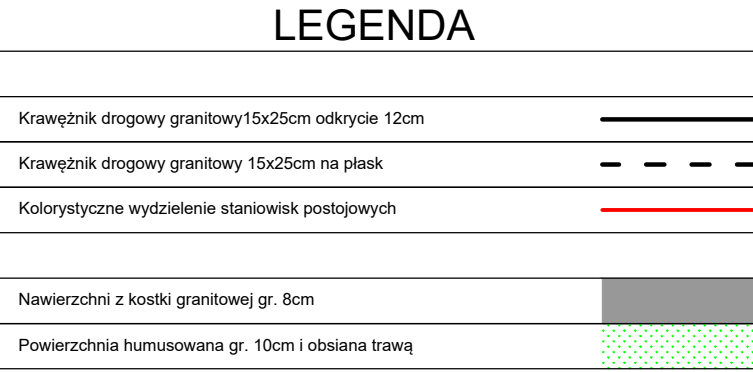 LEGENDA
Krawężnik drogowy granitowy15x25cm odkrycie 12cm
Krawężnik drogowy granitowy 15x25cm na płask
Kolorystyczne wydzielenie staniowisk postojowych
Nawierzchni z kostki granitowej gr. 8cm
Powierzchnia humusowana gr. 10cm i obsiana trawą